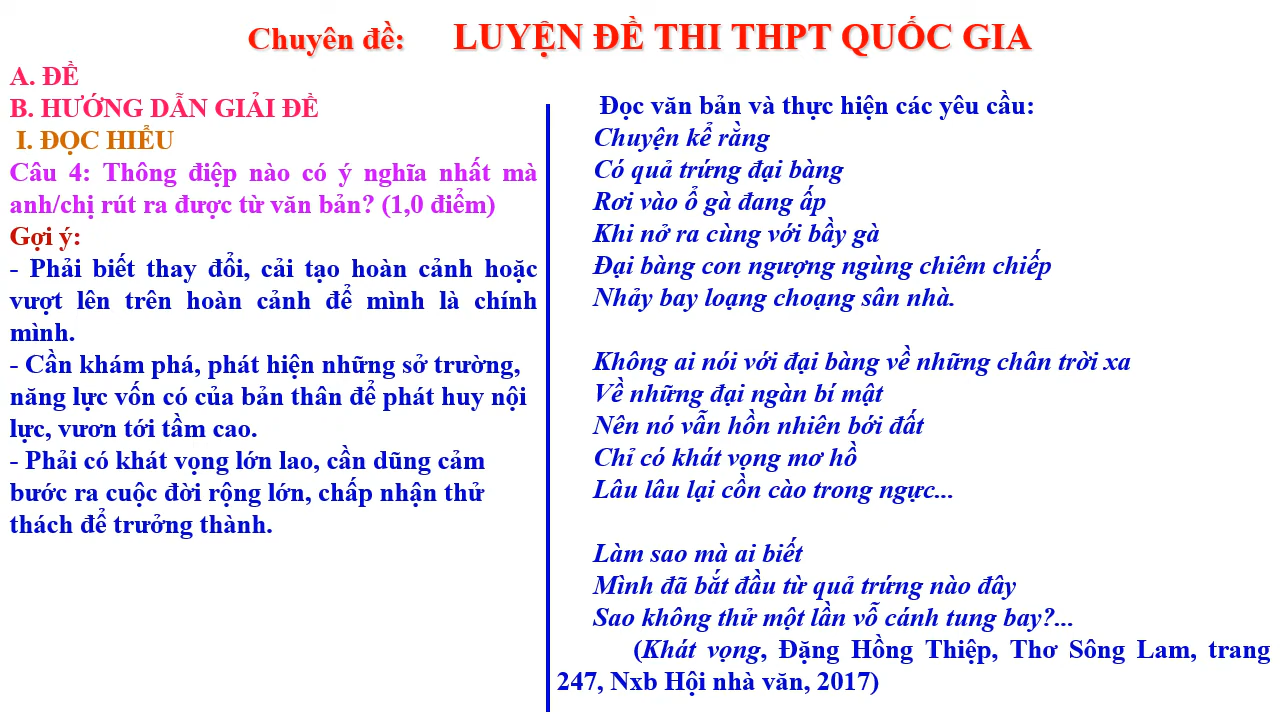 Chuyên đề: LUYỆN ĐỀ THI THPT QUỐC GIA
A. ĐỀ
B. HƯỚNG DẪN GIẢI ĐỀ
I. ĐỌC HIỂU
Câu 4: Thông điệp nào có ý nghĩa nhất mà
anh/chị rút ra được từ văn bản? (1,0 điểm)
Gợi ý:
- Phải biết thay đổi, cải tạo hoàn cảnh hoặc
vượt lên trên hoàn cảnh để mình là chính
mình.
- Cần khám phá, phát hiện những sở trường,
năng lực vốn có của bản thân để phát huy nội
lực, vươn tới tầm cao.
- Phải có khát vọng lớn lao, cần dũng cảm
bước ra cuộc đời rộng lớn, chấp nhận thử
thách để trưởng thành.
Đọc văn bản và thực hiện các yêu cầu:
Chuyện kể rằng
Có quả trứng đại bàng
Rơi vào ổ gà đang ấp
Khi nở ra cùng với bầy gà
Đại bàng con ngượng ngùng chiêm chiếp
Nhảy bay loạng choạng sân nhà.
Không ai nói với đại bàng về những chân trời xa
Về những đại ngàn bí mật
Nên nó vẫn hồn nhiên bới đất
Chỉ có khát vọng mơ hồ
Lâu lâu lại cồn cào trong ngực...
Làm sao mà ai biết
Mình đã bắt đầu từ quả trứng nào đây
Sao không thử một lần vỗ cánh tung bay?...
(Khát vọng, Đặng Hồng Thiệp, Thơ Sông Lam, trang
247, Nxb Hội nhà văn, 2017)